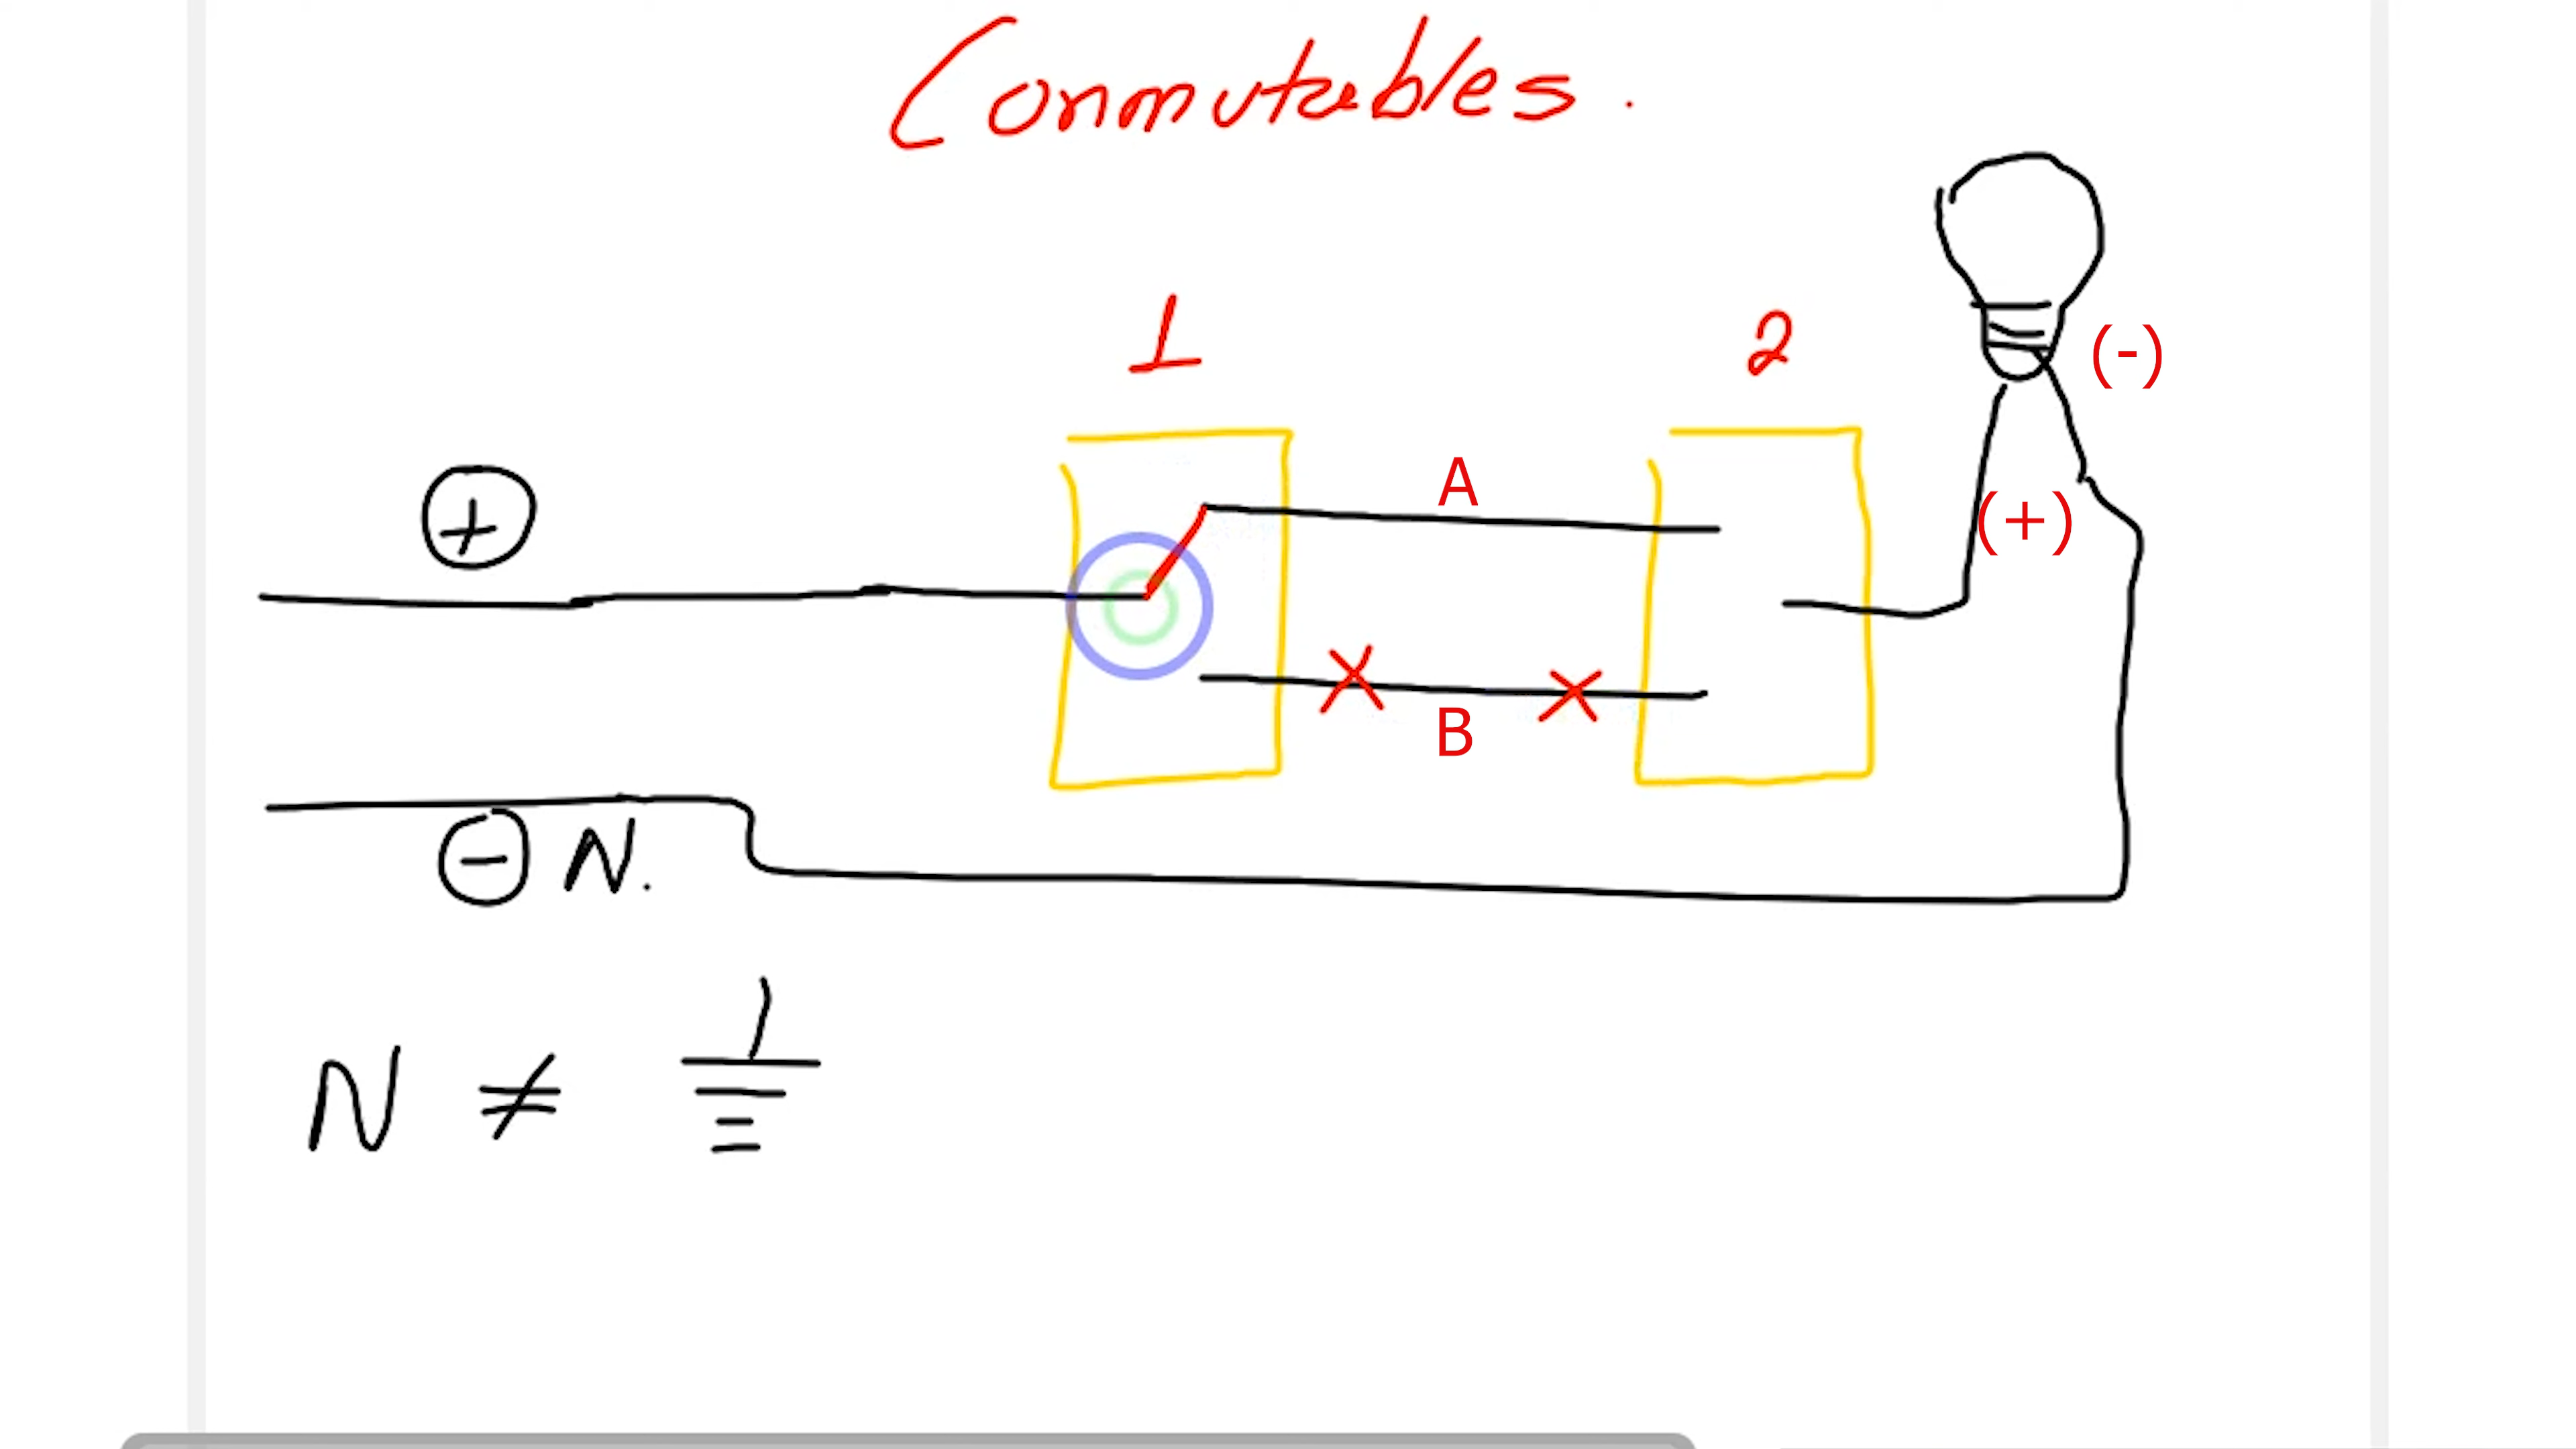 Conmutables.
1
2
(-)
A
+
(+)
B
- N.
N ≠